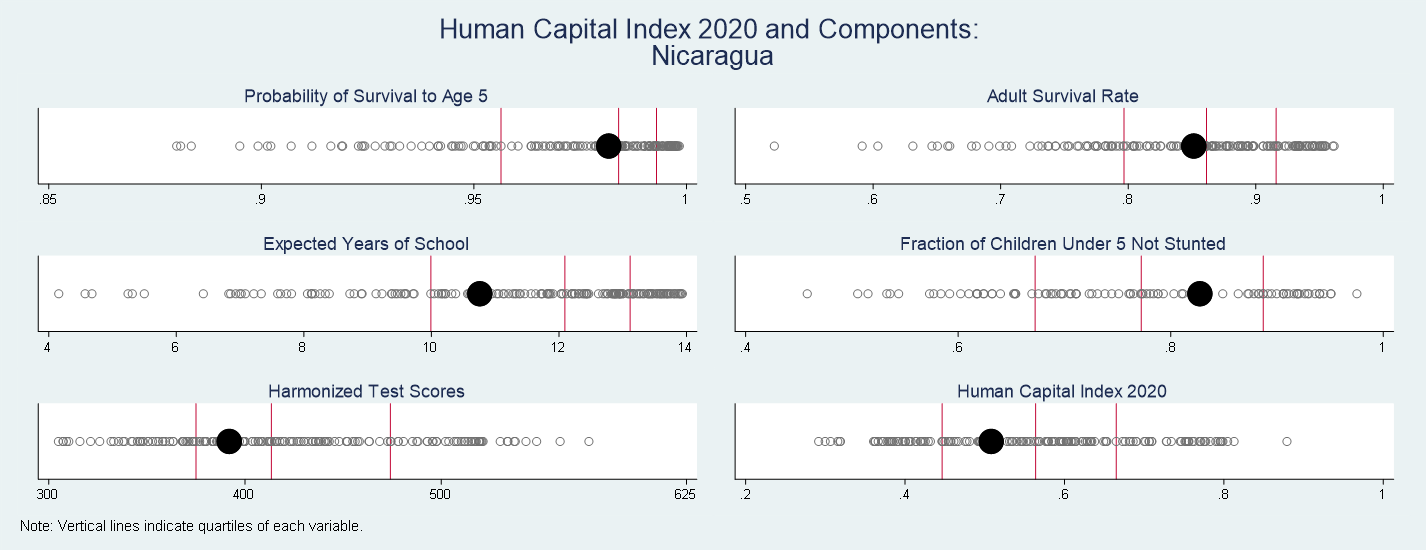 Human Capital Index 2020 and Components:
Nicaragua
Probability of Survival to Age 5
.85 .9 .95 1
Adult Survival Rate
.5 .6 .7 .8 .9 1
Expected Years of School
4 6 8 10 12 14
Fraction of Children Under 5 Not Stunted
.4 .6 .8 1
Harmonized Test Scores
300 400 500 625
Human Capital Index 2020
.2 .4 .6 .8 1
Note: Vertical lines indicate quartiles of each variable.